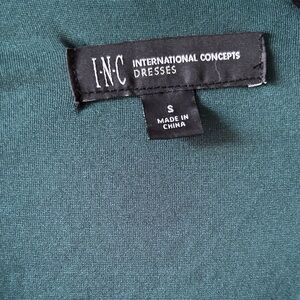 I·N·C INTERNATIONAL CONCEPTS
DRESSES
S
MADE IN
CHINA